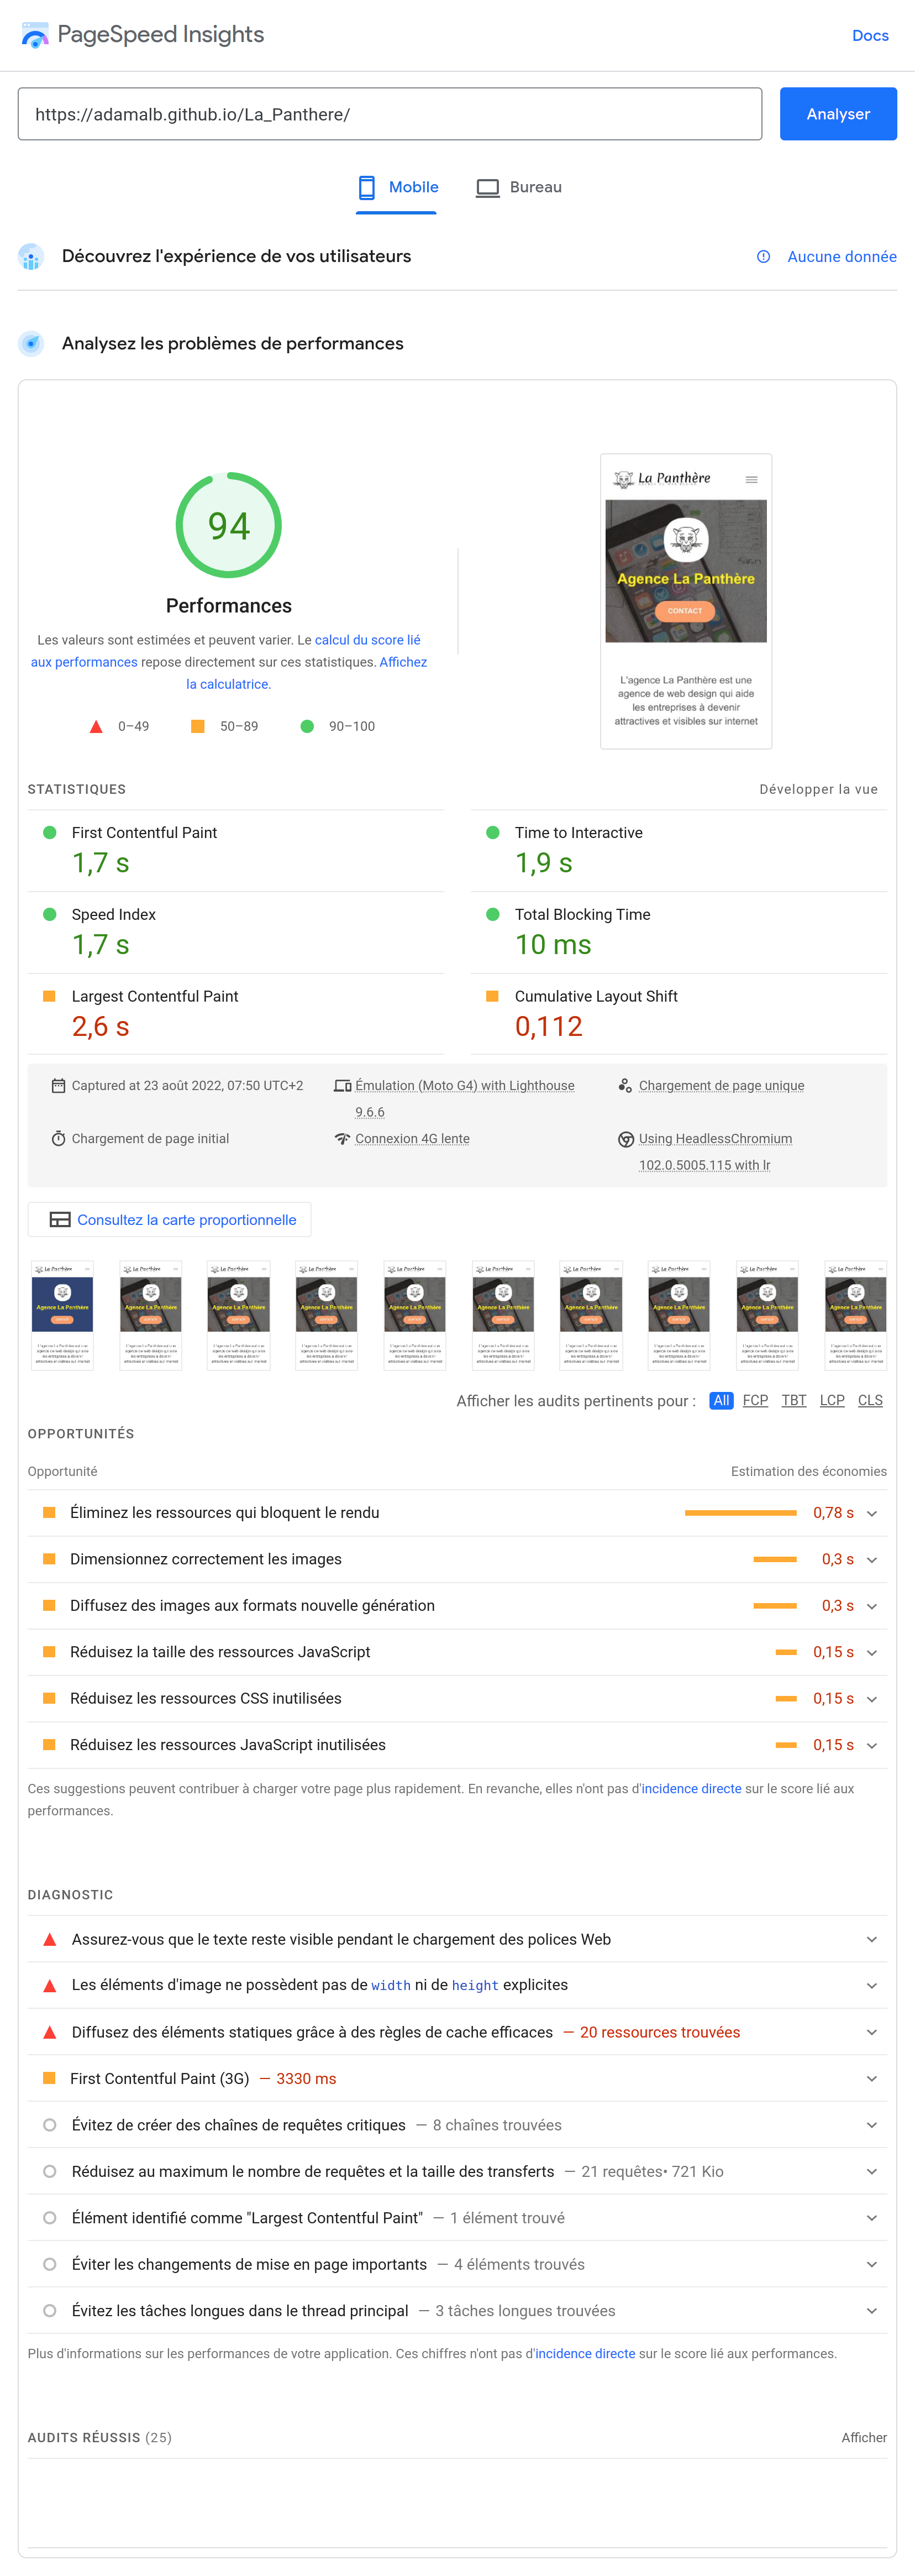 PageSpeed Insights
Docs
https://adamalb.github.io/La_Panthere/
Analyser
Mobile
Bureau
Découvrez l'expérience de vos utilisateurs
Aucune donnée
Analysez les problèmes de performances
94
Performances
Les valeurs sont estimées et peuvent varier. Le calcul du score lié
aux performances repose directement sur ces statistiques. Affichez
la calculatrice.
0–49
50–89
90–100
La Panthère
Agence La Panthère
CONTACT
L'agence La Panthère est une
agence de web design qui aide
les entreprises à devenir
attractives et visibles sur internet
STATISTIQUES
Développer la vue
First Contentful Paint
1,7 s
Time to Interactive
1,9 s
Speed Index
1,7 s
Total Blocking Time
10 ms
Largest Contentful Paint
2,6 s
Cumulative Layout Shift
0,112
Captured at 23 août 2022, 07:50 UTC+2
Émulation (Moto G4) with Lighthouse
9.6.6
Chargement de page unique
Chargement de page initial
Connexion 4G lente
Using HeadlessChromium
102.0.5005.115 with lr
Consultez la carte proportionnelle
Afficher les audits pertinents pour : All FCP TBT LCP CLS
OPPORTUNITÉS
Opportunité
Estimation des économies
Éliminez les ressources qui bloquent le rendu 0,78 s
Dimensionnez correctement les images 0,3 s
Diffusez des images aux formats nouvelle génération 0,3 s
Réduisez la taille des ressources JavaScript 0,15 s
Réduisez les ressources CSS inutilisées 0,15 s
Réduisez les ressources JavaScript inutilisées 0,15 s
Ces suggestions peuvent contribuer à charger votre page plus rapidement. En revanche, elles n'ont pas d'incidence directe sur le score lié aux
performances.
DIAGNOSTIC
Assurez-vous que le texte reste visible pendant le chargement des polices Web
Les éléments d'image ne possèdent pas de width ni de height explicites
Diffusez des éléments statiques grâce à des règles de cache efficaces — 20 ressources trouvées
First Contentful Paint (3G) — 3330 ms
Évitez de créer des chaînes de requêtes critiques — 8 chaînes trouvées
Réduisez au maximum le nombre de requêtes et la taille des transferts — 21 requêtes• 721 Kio
Élément identifié comme "Largest Contentful Paint" — 1 élément trouvé
Éviter les changements de mise en page importants — 4 éléments trouvés
Évitez les tâches longues dans le thread principal — 3 tâches longues trouvées
Plus d'informations sur les performances de votre application. Ces chiffres n'ont pas d'incidence directe sur le score lié aux performances.
AUDITS RÉUSSIS (25)
Afficher